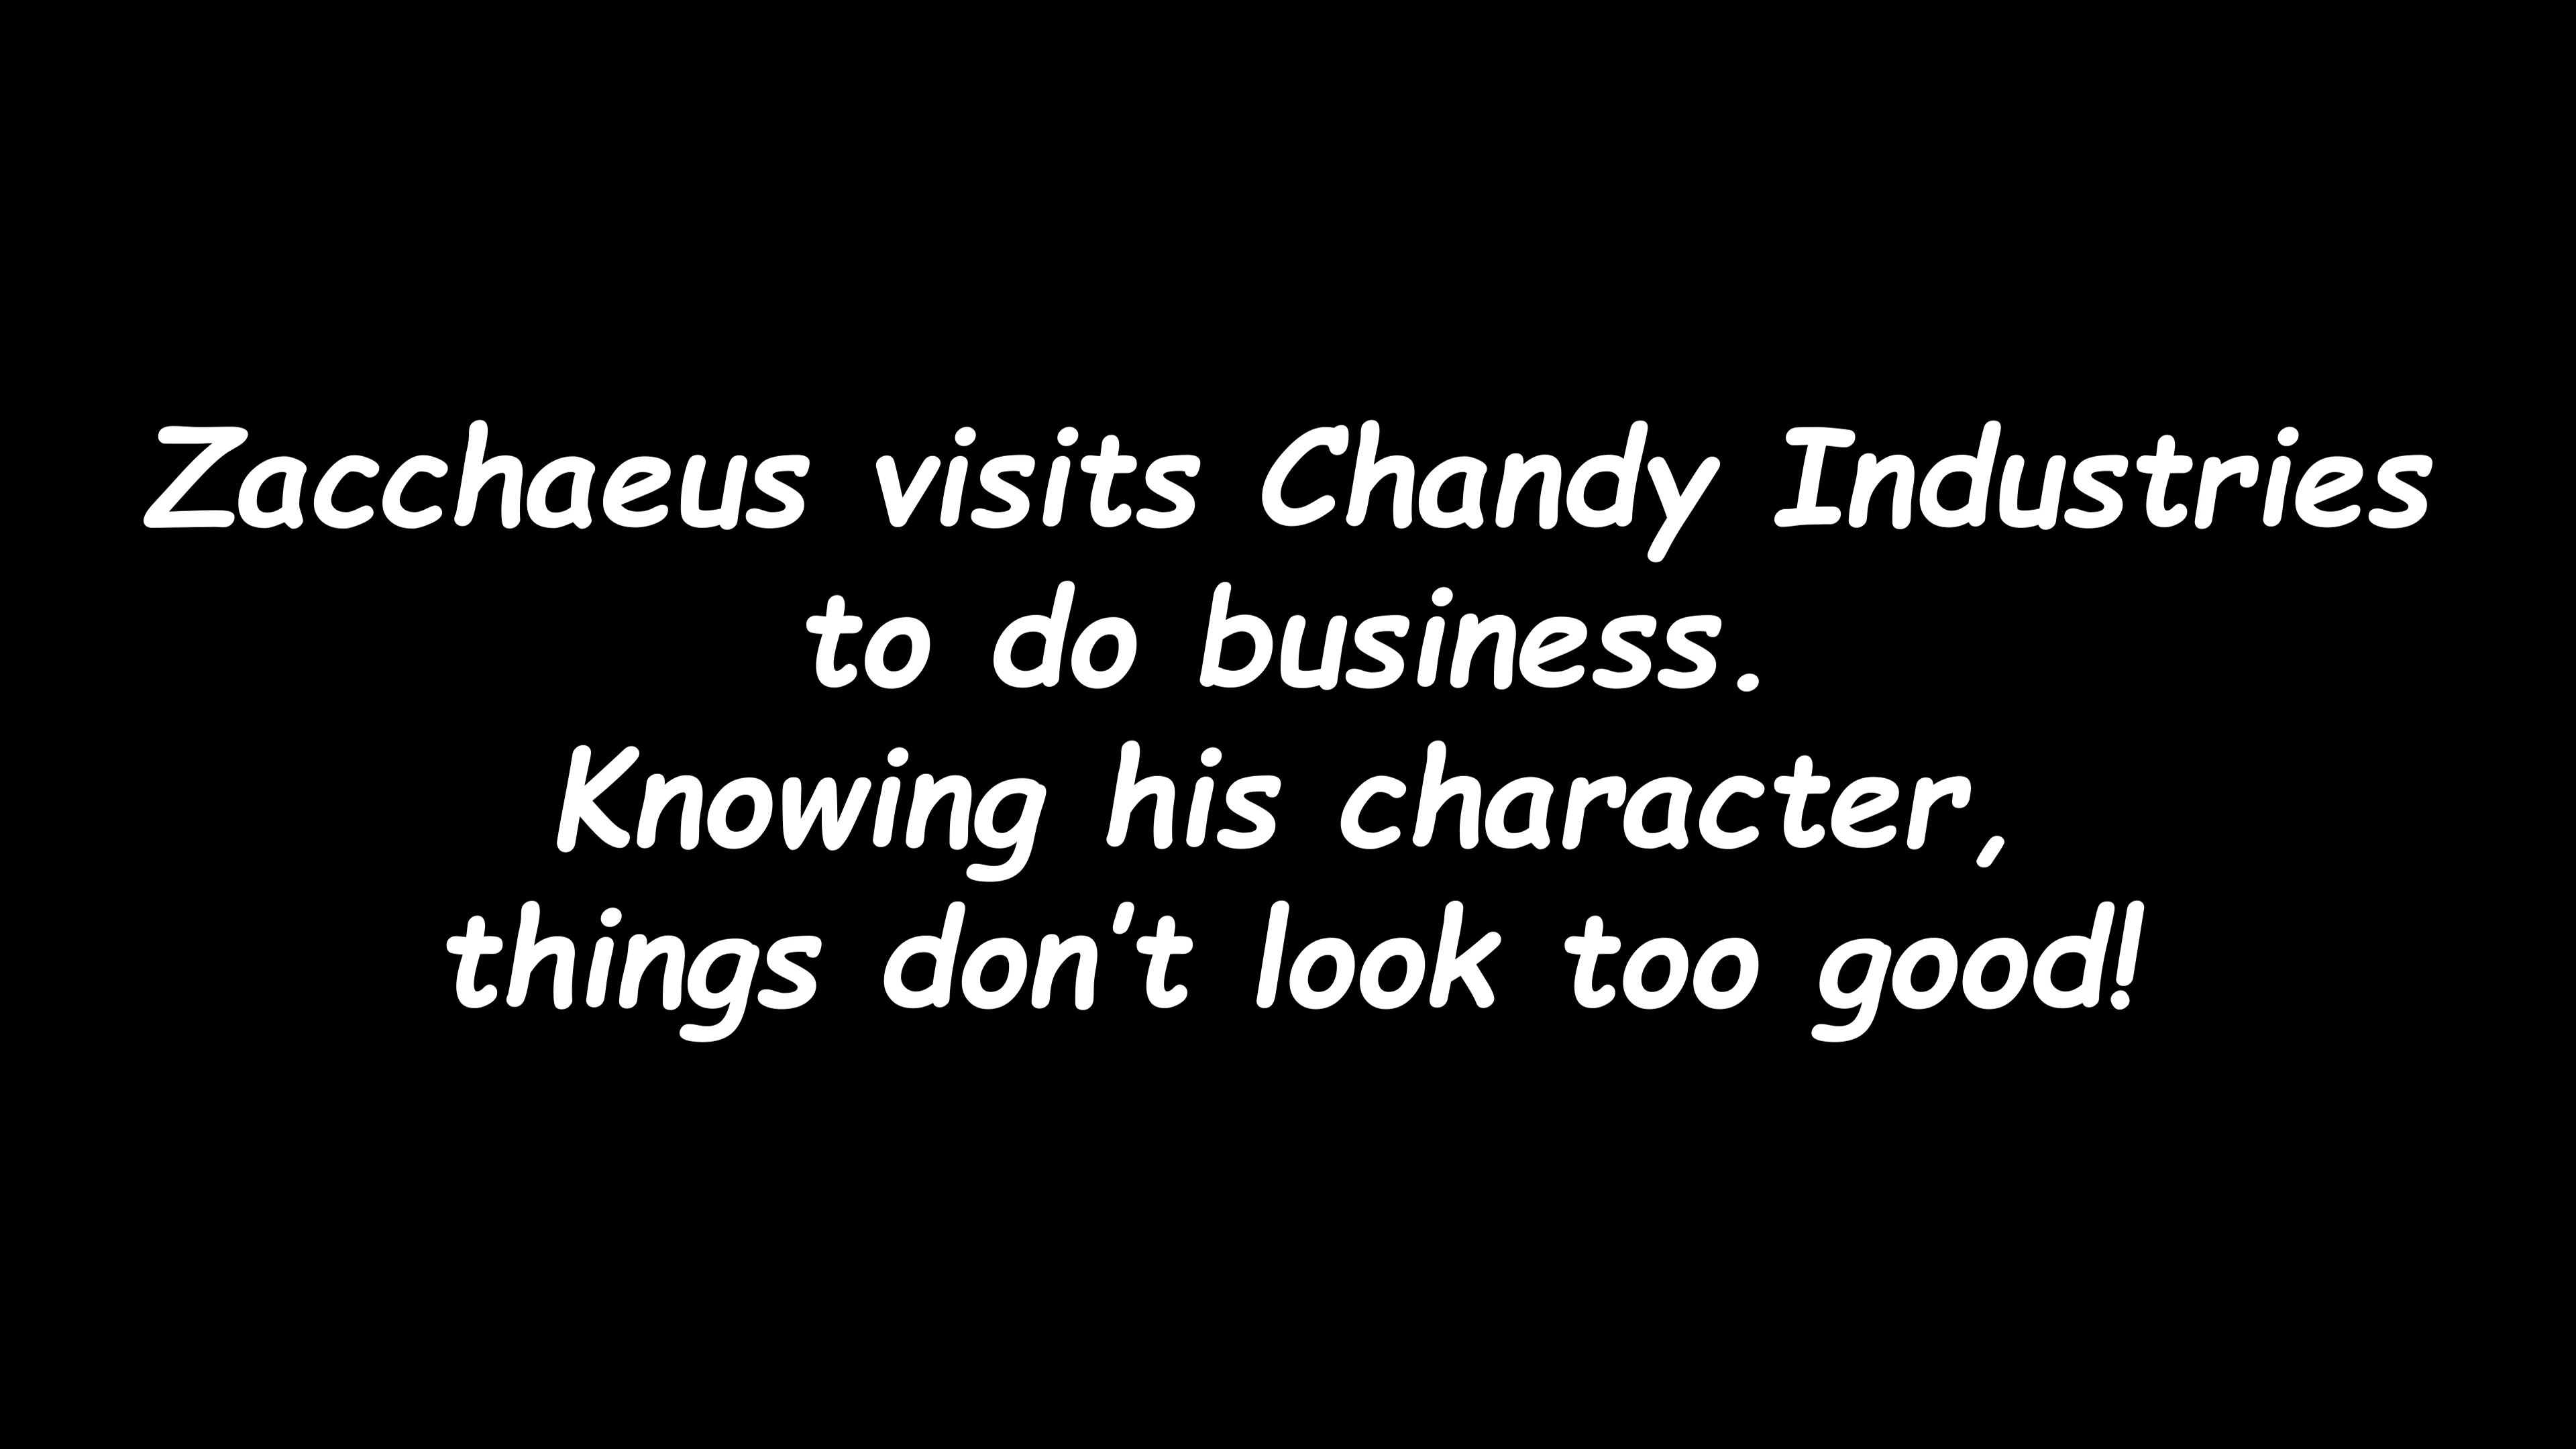 Zacchaeus visits Chandy Industries
to do business.
Knowing his character,
things don't look too good!